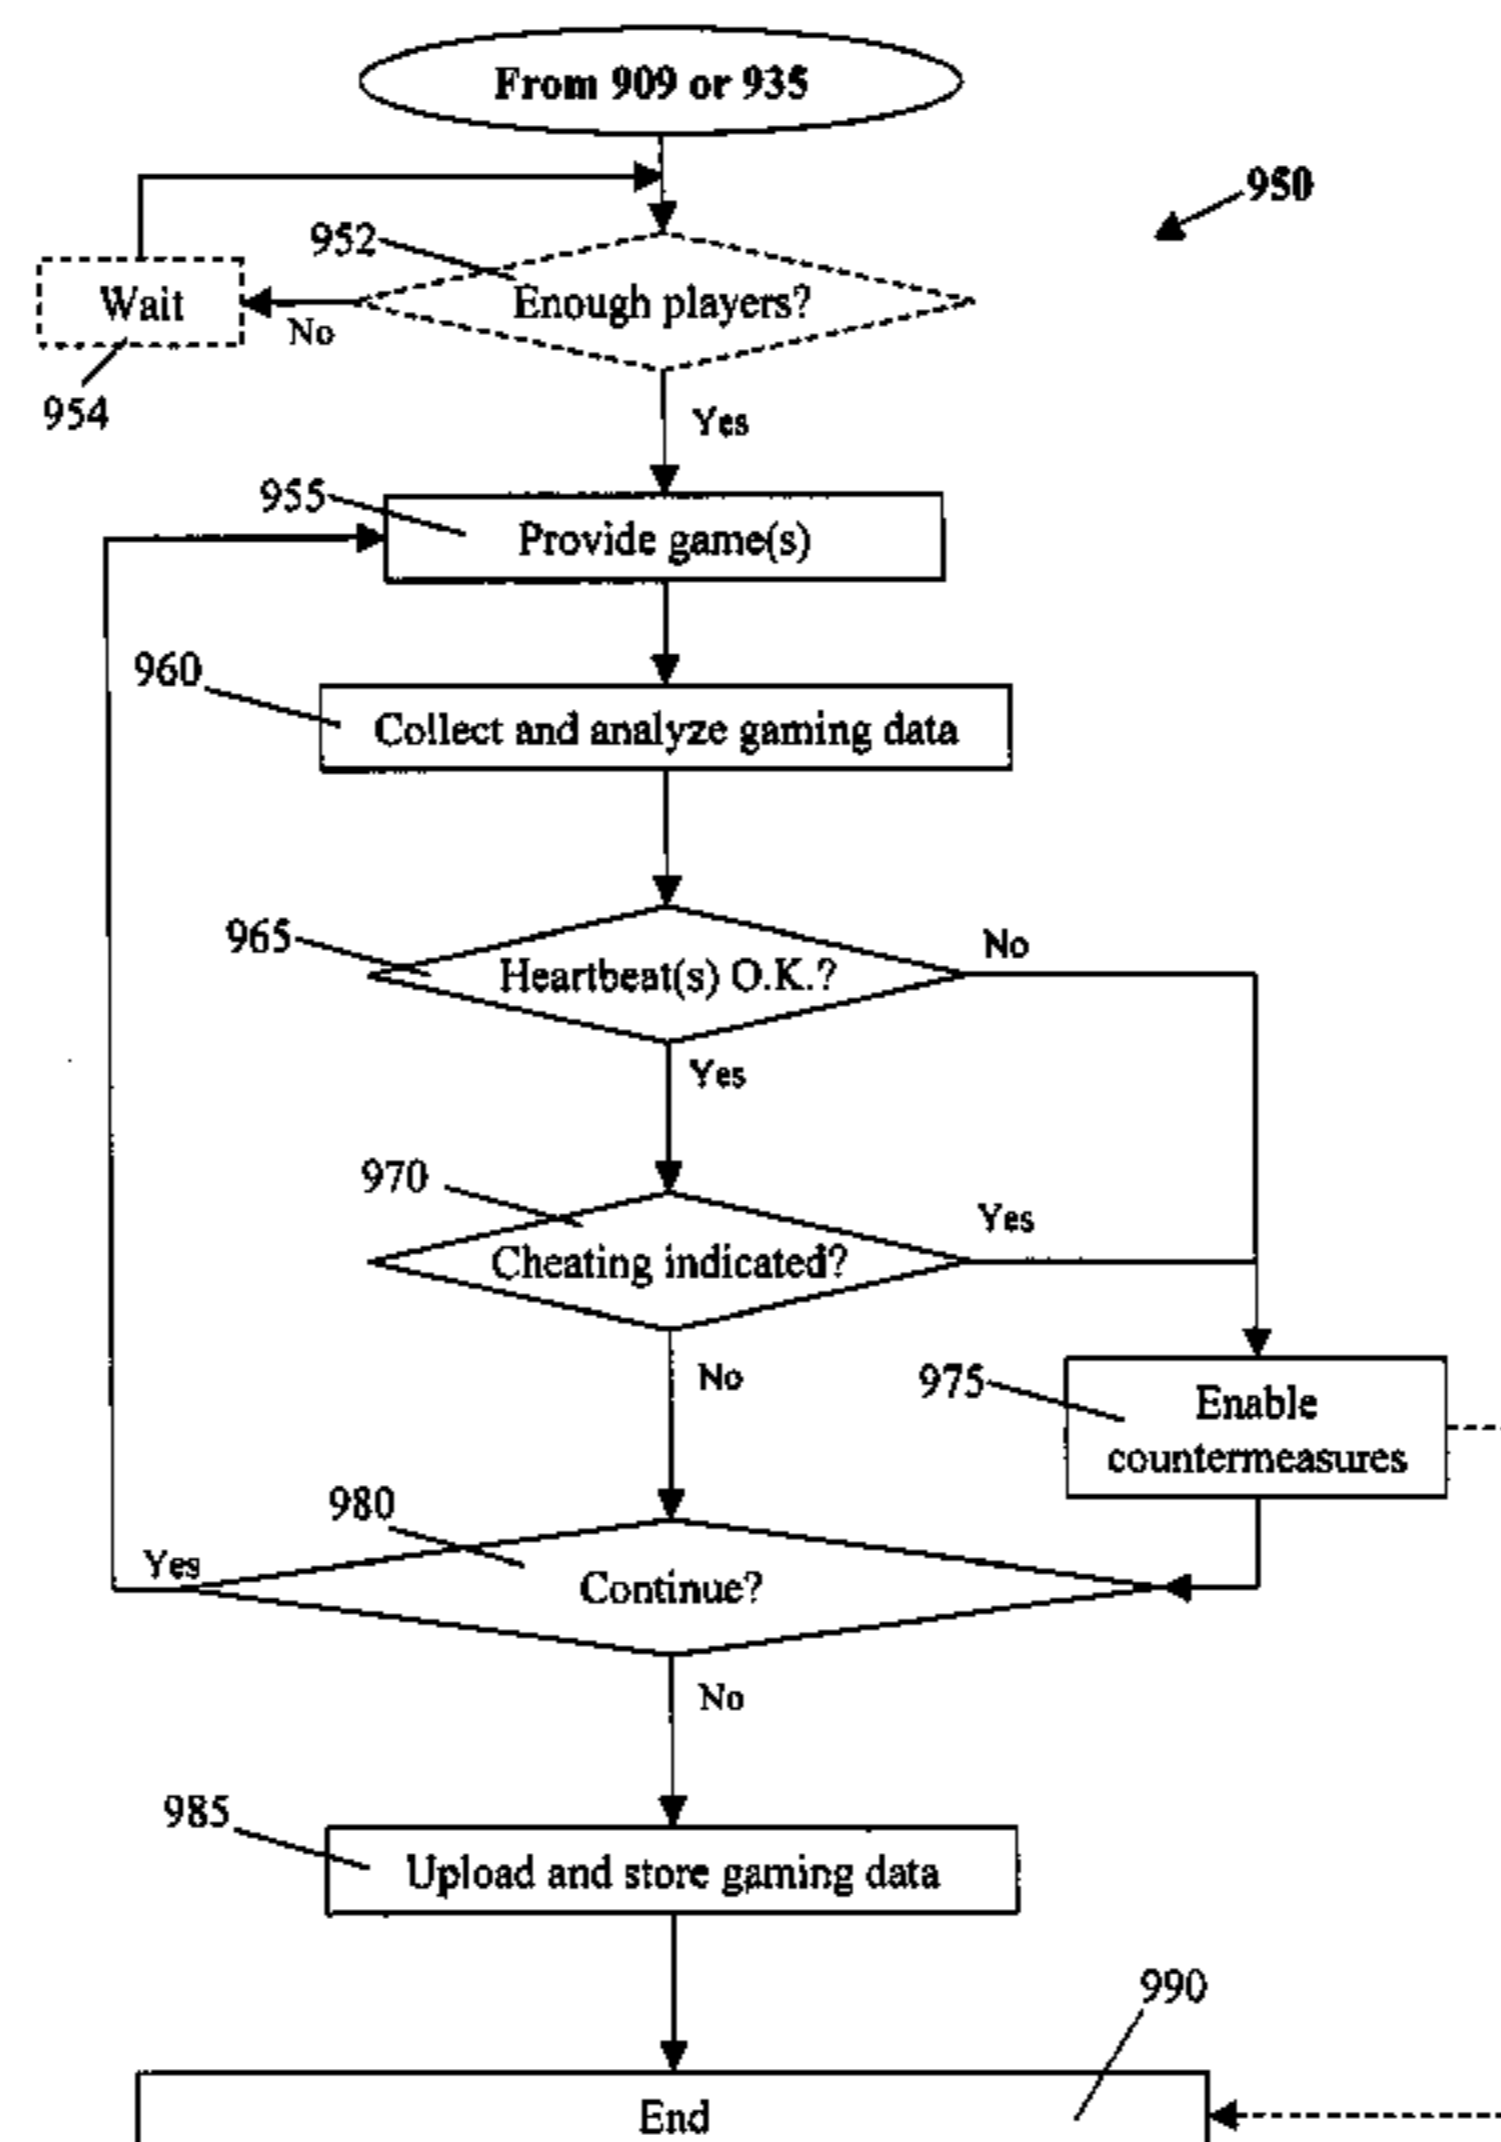 From 909 or 935
950
952
Enough players?
Wait
No
954
Yes
955
Provide game(s)
960
Collect and analyze gaming data
965
Heartbeat(s) O.K.?
No
Yes
970
Cheating indicated?
Yes
No
975
Enable
countermeasures
980
Yes
Continue?
No
985
Upload and store gaming data
990
End